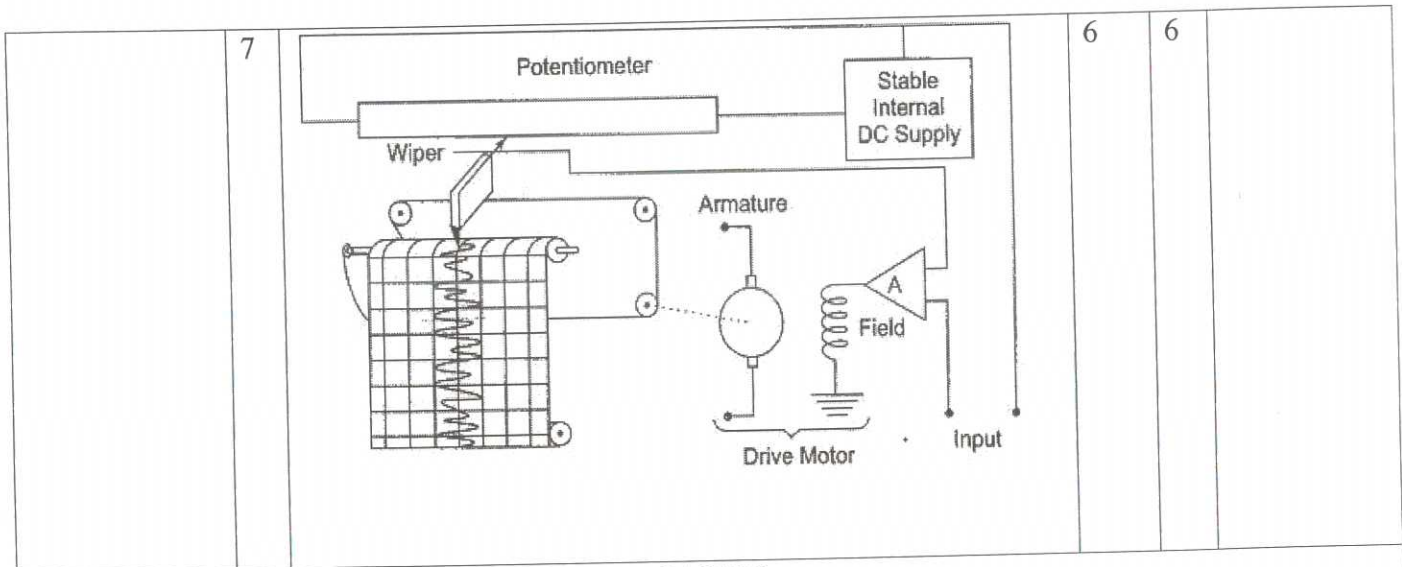 7
6
6
Potentiometer
Stable
Internal
DC Supply
Wiper
Armature
A
Field
Input
Drive Motor